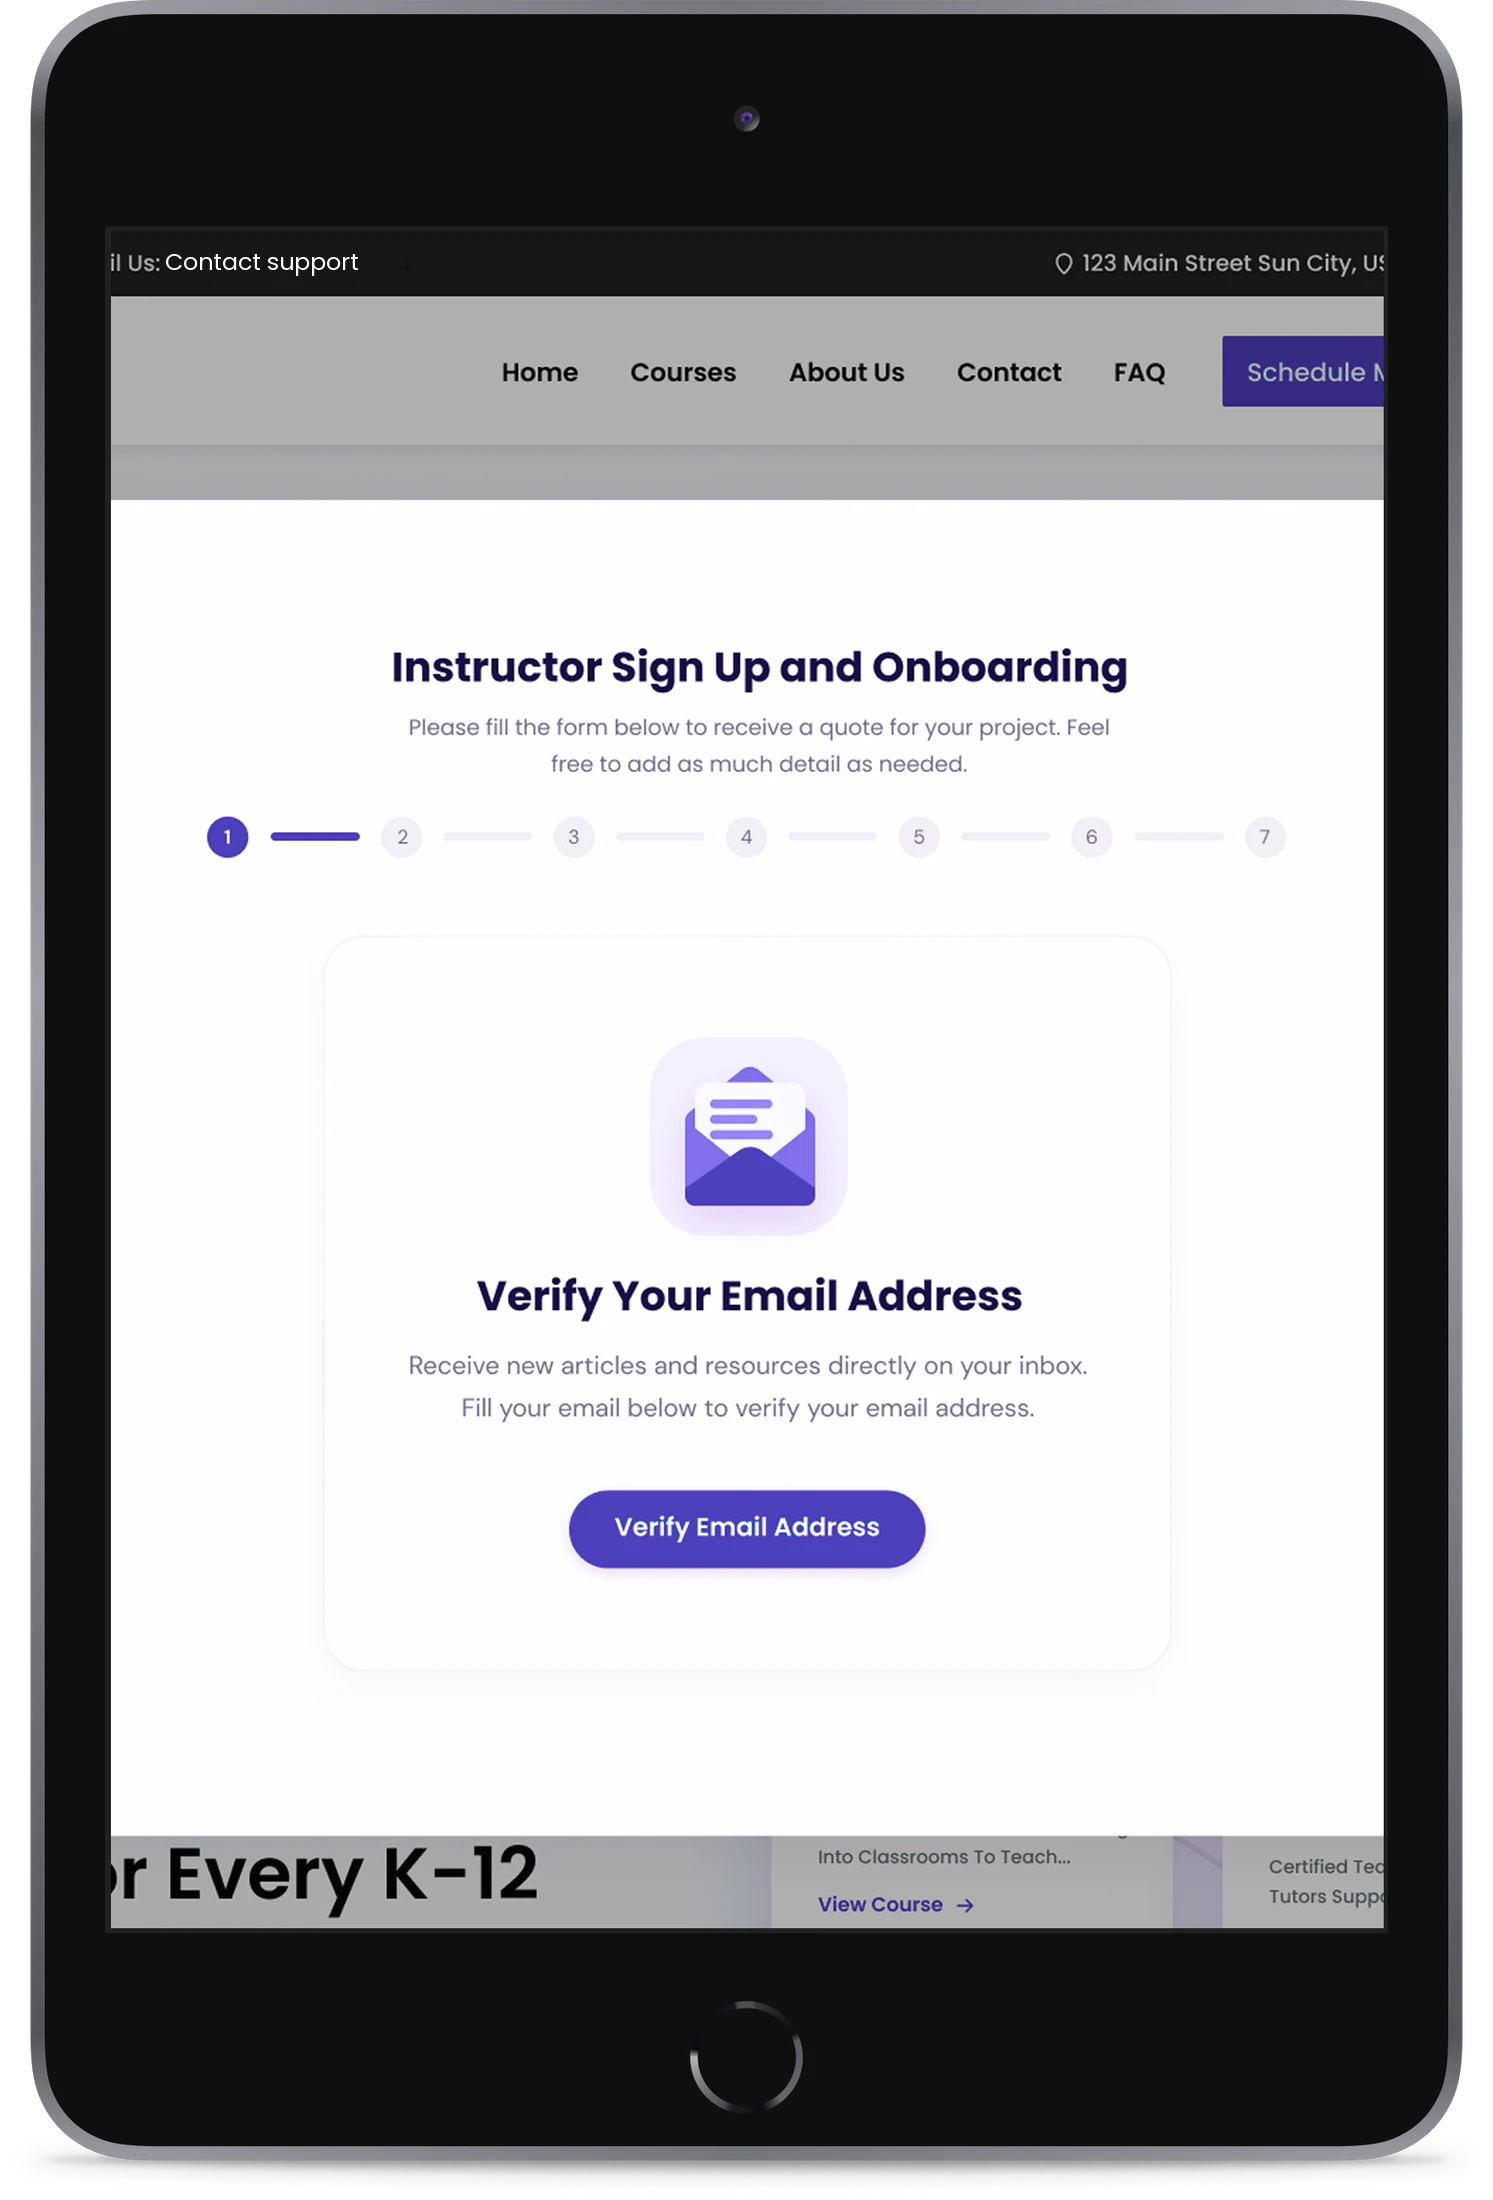 il Us: Contact support
123 Main Street Sun City, US
Home Courses About Us Contact FAQ Schedule M
Instructor Sign Up and Onboarding
Please fill the form below to receive a quote for your project. Feel
free to add as much detail as needed.
1 2 3 4 5 6 7
Verify Your Email Address
Receive new articles and resources directly on your inbox.
Fill your email below to verify your email address.
Verify Email Address
or Every K-12
Into Classrooms To Teach...
View Course →
Certified Tea
Tutors Suppo